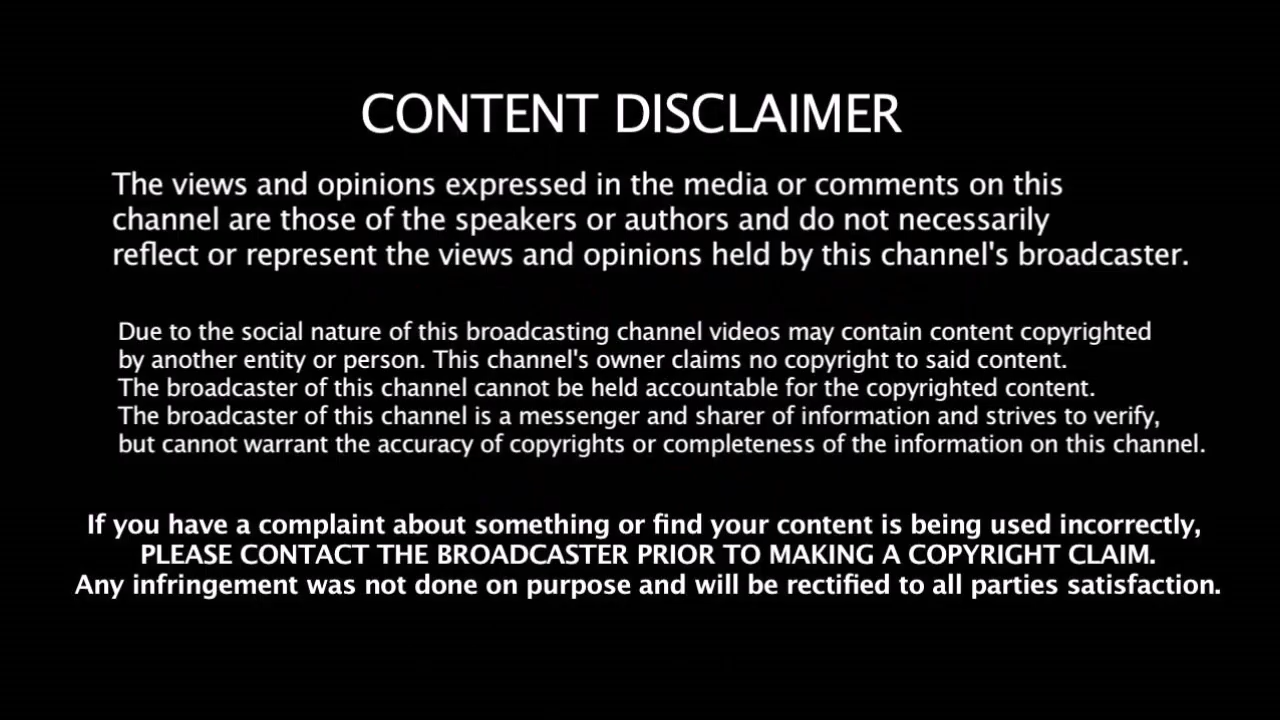 CONTENT DISCLAIMER
The views and opinions expressed in the media or comments on this
channel are those of the speakers or authors and do not necessarily
reflect or represent the views and opinions held by this channel's broadcaster.
Due to the social nature of this broadcasting channel videos may contain content copyrighted
by another entity or person. This channel's owner claims no copyright to said content.
The broadcaster of this channel cannot be held accountable for the copyrighted content.
The broadcaster of this channel is a messenger and sharer of information and strives to verify,
but cannot warrant the accuracy of copyrights or completeness of the information on this channel.
If you have a complaint about something or find your content is being used incorrectly,
PLEASE CONTACT THE BROADCASTER PRIOR TO MAKING A COPYRIGHT CLAIM.
Any infringement was not done on purpose and will be rectified to all parties satisfaction.